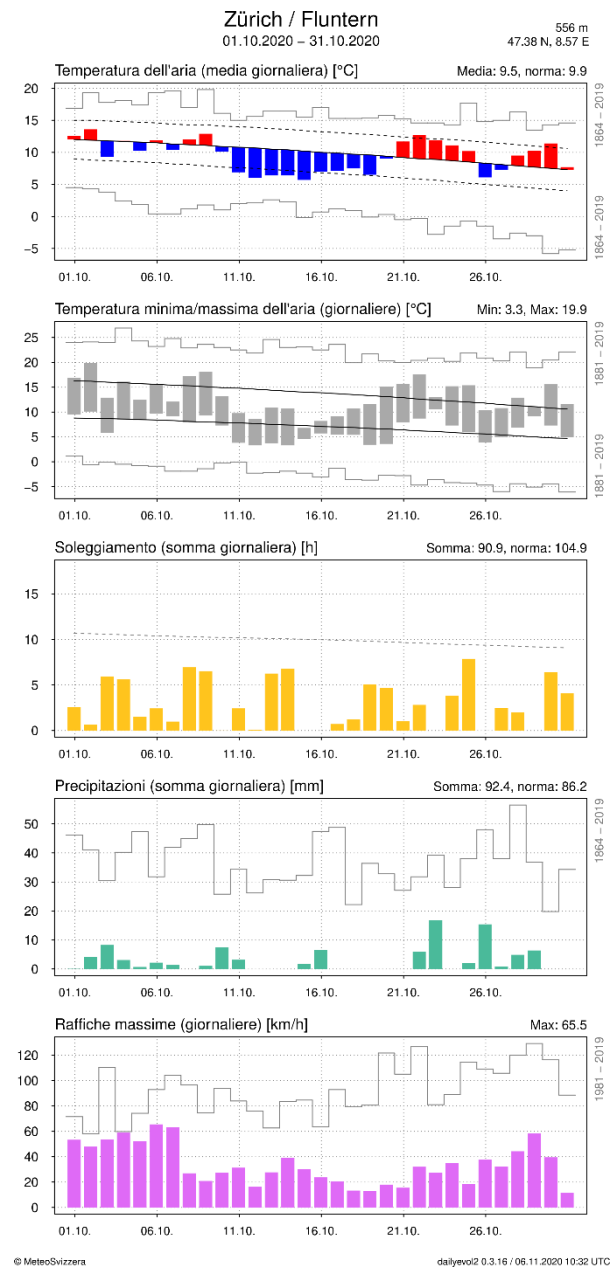 Zürich / Fluntern
01.10.2020 – 31.10.2020
556 m
47.38 N, 8.57 E
Temperatura dell'aria (media giornaliera) [°C]
Media: 9.5, norma: 9.9
20
15
10
5
0
−5
1864 – 2019
1864 – 2019
01.10. 06.10. 11.10. 16.10. 21.10. 26.10.
Temperatura minima/massima dell'aria (giornaliere) [°C]
Min: 3.3, Max: 19.9
25
20
15
10
5
0
−5
1881 – 2019
1881 – 2019
01.10. 06.10. 11.10. 16.10. 21.10. 26.10.
Soleggiamento (somma giornaliera) [h]
Somma: 90.9, norma: 104.9
15
10
5
0
01.10. 06.10. 11.10. 16.10. 21.10. 26.10.
Precipitazioni (somma giornaliera) [mm]
Somma: 92.4, norma: 86.2
50
40
30
20
10
0
1864 – 2019
01.10. 06.10. 11.10. 16.10. 21.10. 26.10.
Raffiche massime (giornaliere) [km/h]
Max: 65.5
120
100
80
60
40
20
0
1981 – 2019
01.10. 06.10. 11.10. 16.10. 21.10. 26.10.
© MeteoSvizzera
dailyevol2 0.3.16 / 06.11.2020 10:32 UTC